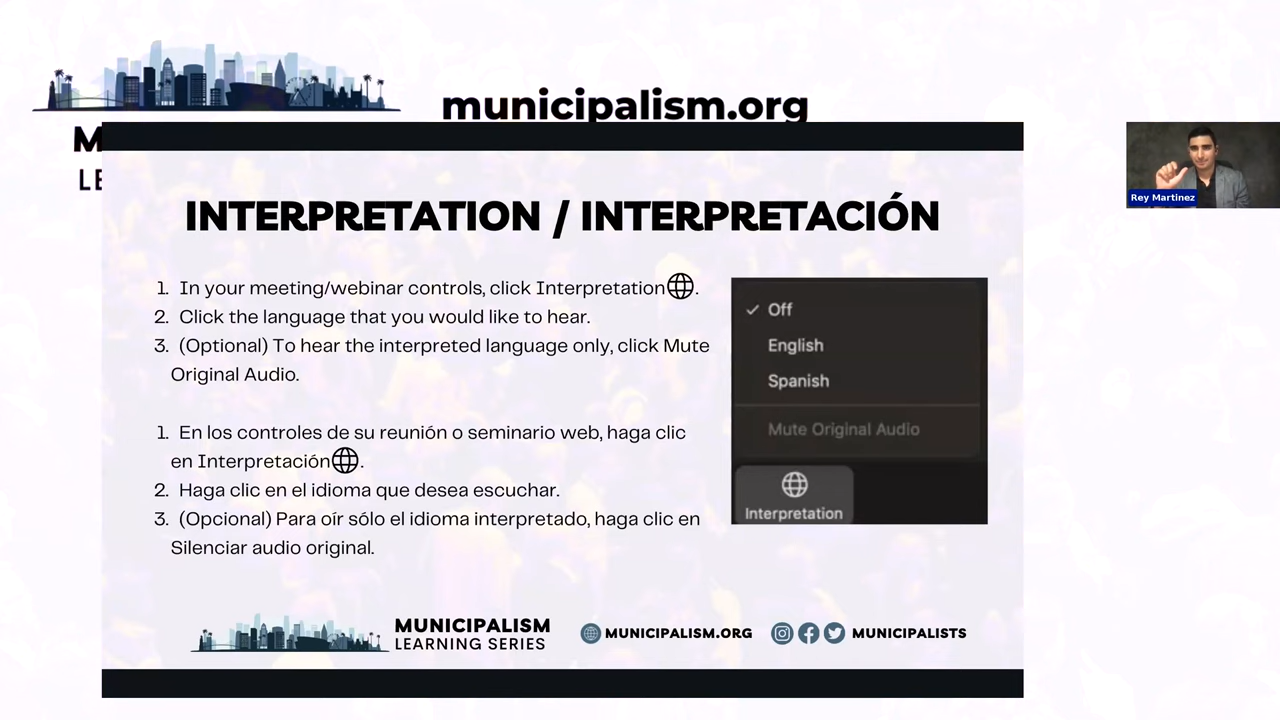 municipalism.org
M
LE
INTERPRETATION / INTERPRETACIÓN
1. In your meeting/webinar controls, click Interpretation.
2. Click the language that you would like to hear.
3. (Optional) To hear the interpreted language only, click Mute
Original Audio.
1. En los controles de su reunión o seminario web, haga clic
en Interpretación.
2. Haga clic en el idioma que desea escuchar.
3. (Opcional) Para oír sólo el idioma interpretado, haga clic en
Silenciar audio original.
Off
English
Spanish
Mute Original Audio
Interpretation
MUNICIPALISM
LEARNING SERIES
MUNICIPALISM.ORG
MUNICIPALISTS
Rey Martinez